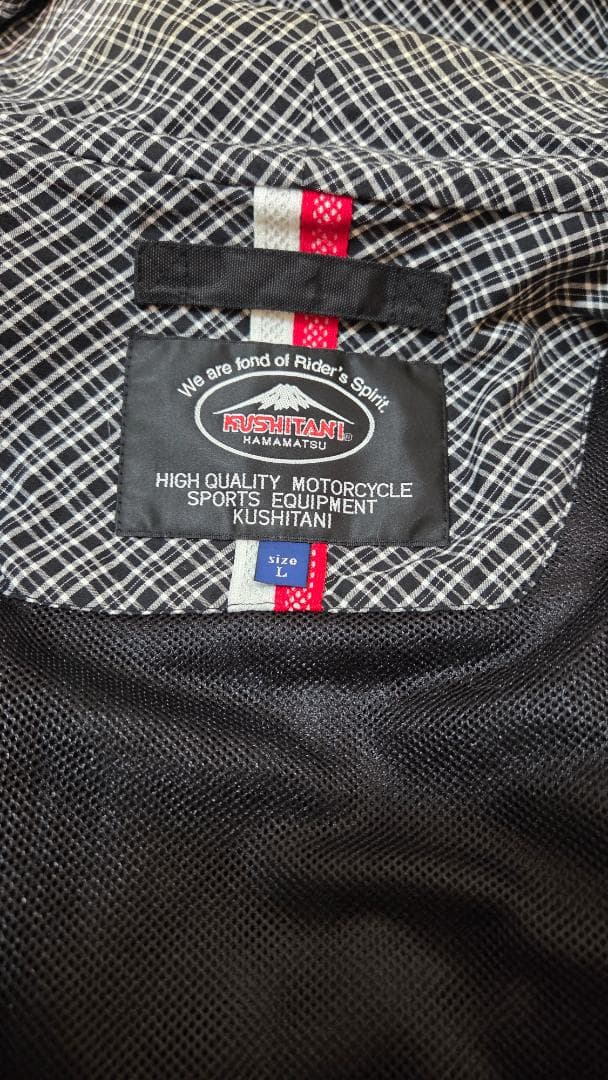 We are fond of Rider's Spirit.
KUSHITANI®
HAMAMATSU
HIGH QUALITY MOTORCYCLE
SPORTS EQUIPMENT
KUSHITANI
size
L